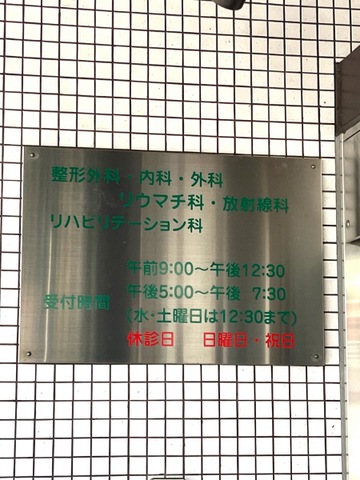 整形外科・内科・外科
リウマチ科・放射線科
リハビリテーション科
午前9:00〜午後12:30
受付時間 午後5:00〜午後 7:30
(水・土曜日は12:30まで)
休診日 日曜日・祝日